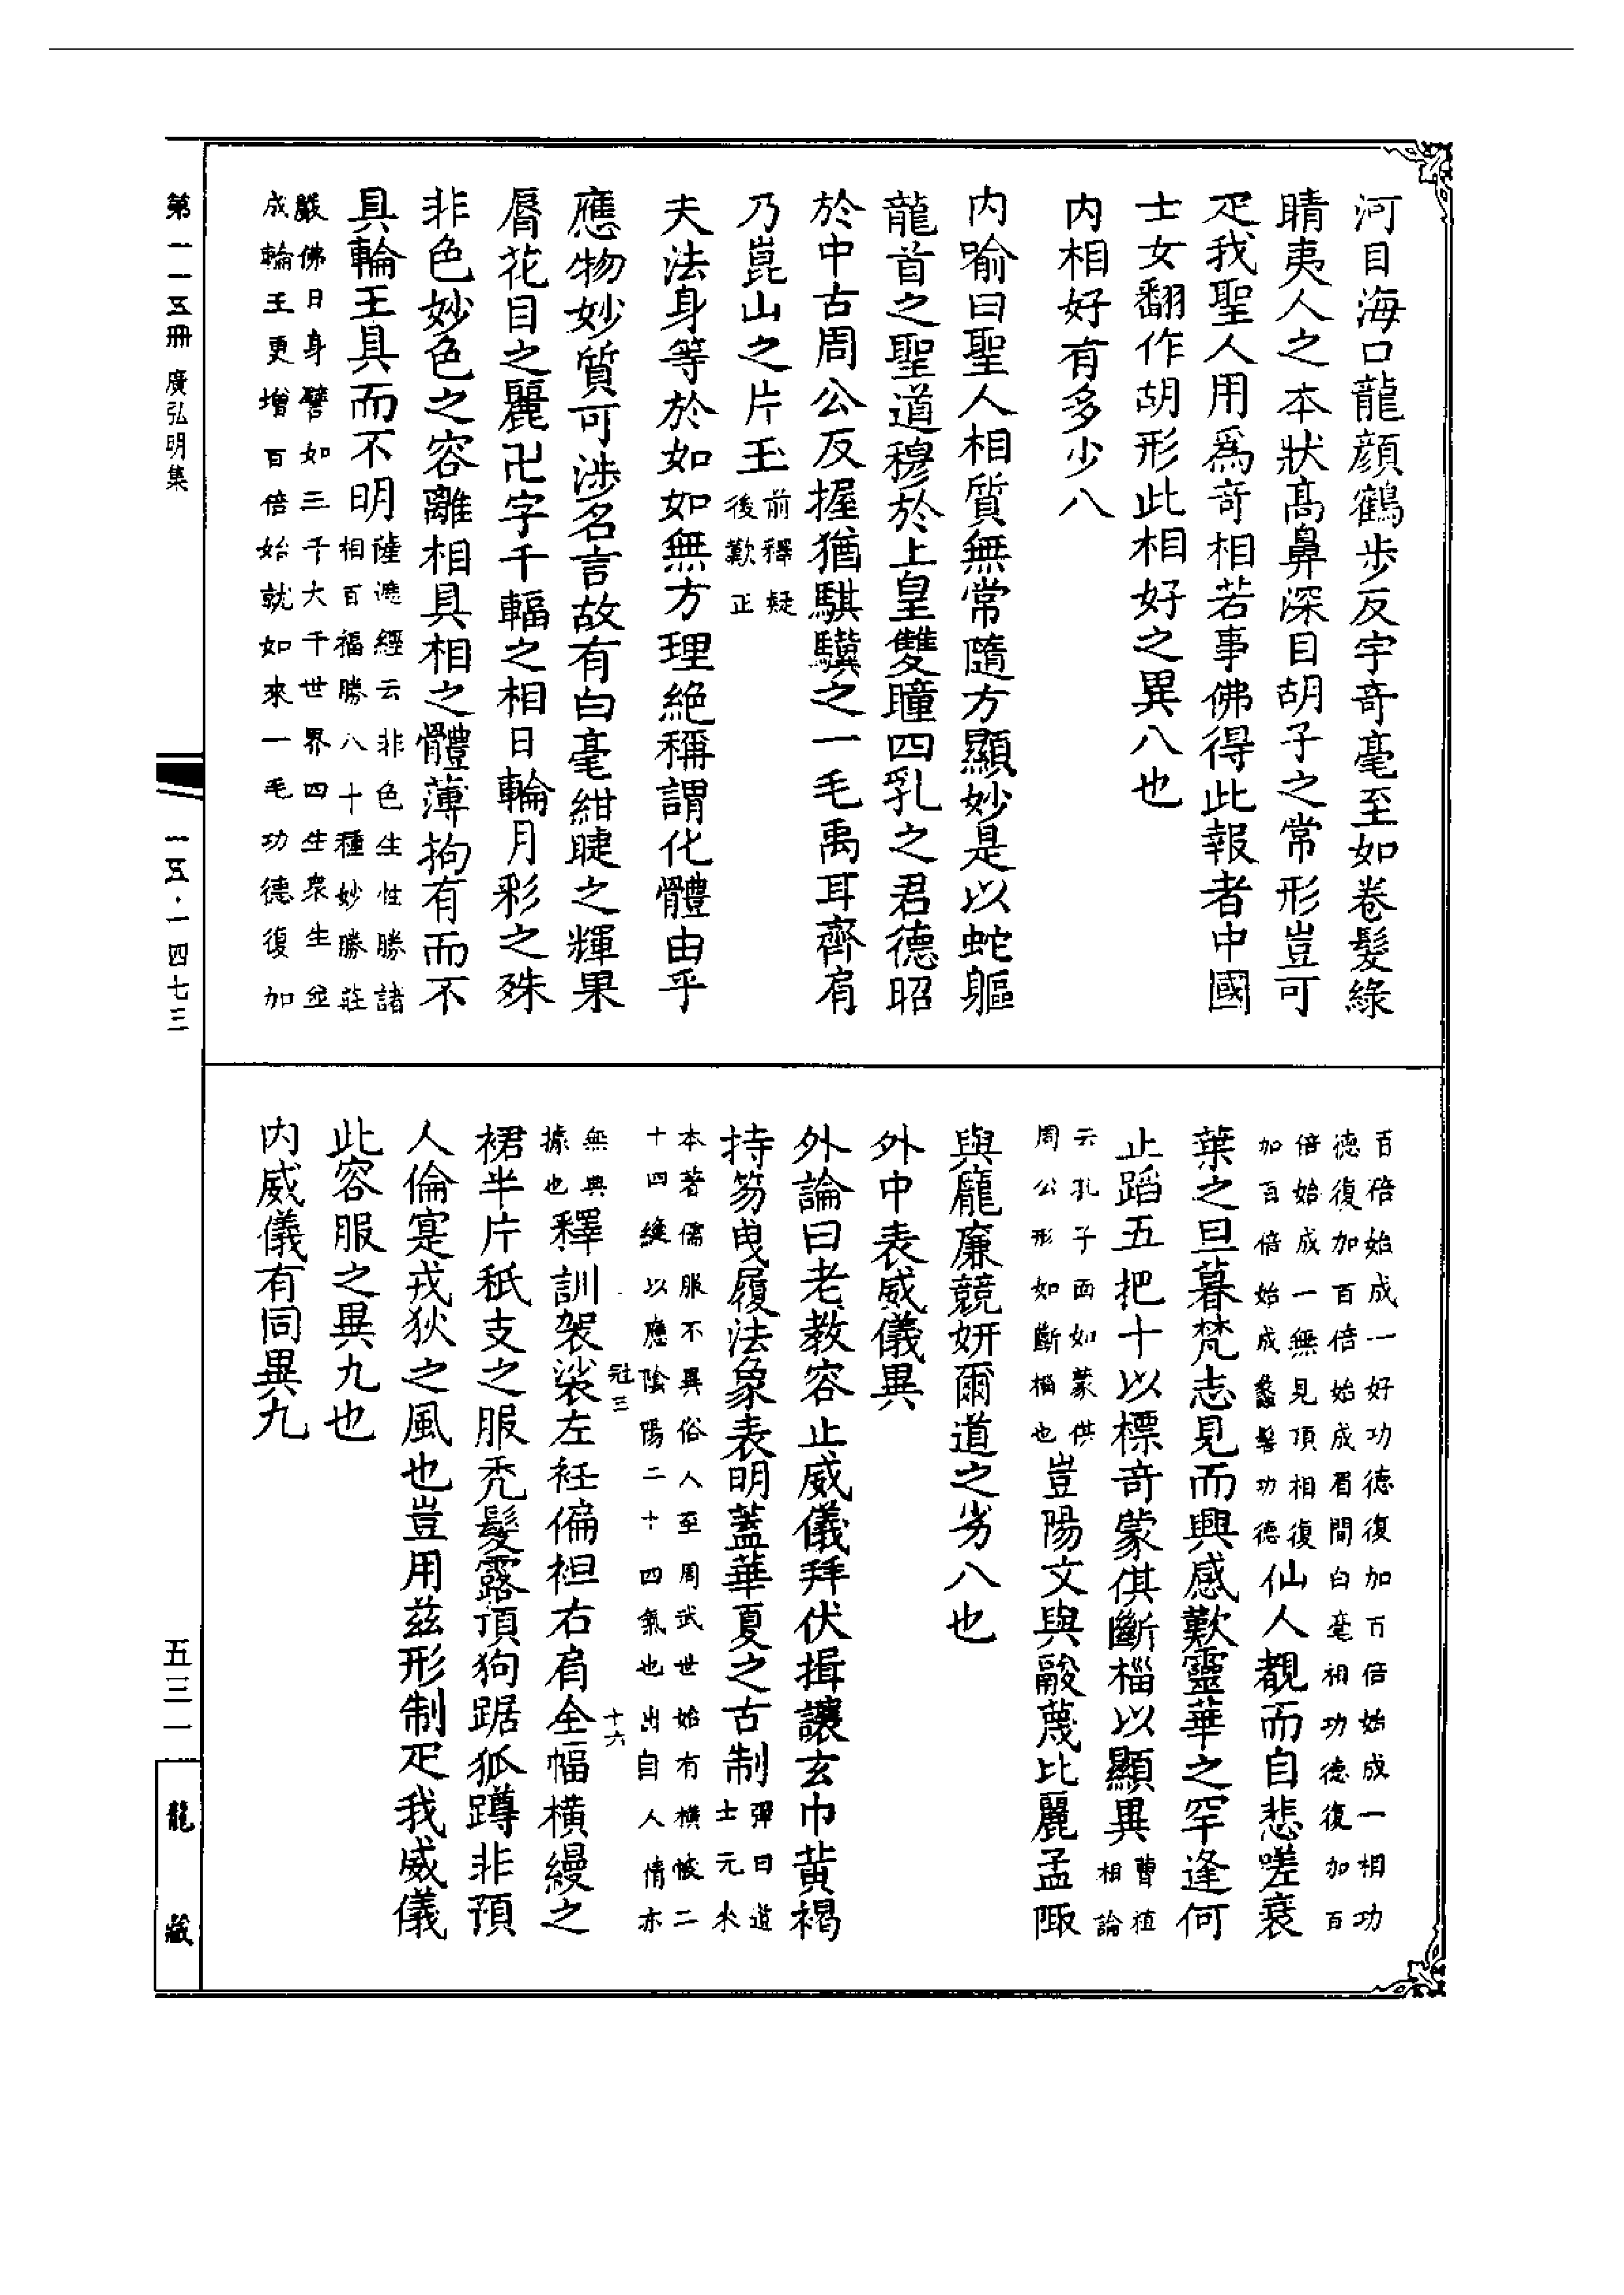 河目海口龍顔鶴步反宇奇毫至如卷髮綠
睛夷人之本狀髙鼻深目胡子之常形豈可
疋我聖人用爲奇相若事佛得此報者中國
士女翻作胡形此相好之異八也
内相好有多少八
内喻曰聖人相質無常隨方顯妙是以蛇軀
龍首之聖道穆於上皇雙瞳四乳之君德昭
於中古周公反握猶騏驥之一毛禹耳齊肩
乃崑山之片玉前釋疑
後歎正
夫法身等於如如無方理絶稱謂化體由乎
應物妙質可涉名言故有白毫紺睫之輝果
脣花目之麗卍字千輻之相日輪月彩之殊
非色妙色之容離相具相之體薄拘有而不
具輪王具而不明薩遮經云非色生性勝諸
相百福勝八十種妙勝莊
嚴佛日身譬如三千大千世界四生衆生並
成輪王更增百倍始就如來一毛功德復加
百倍始成一好功德復加百倍始成一相功
德復加百倍始成眉間白毫相功德復加百
倍始成一無見頂相復
加百倍始成螽髻功德仙人覩而自悲嗟衰
葉之旦暮梵志見而興感歎靈華之罕逢何
止蹈五把十以標奇蒙倛斷椔以顯異曹植
相論
云孔子面如蒙倛
周公形如斷椔也豈陽文與鬷蔑比麗孟陬
與龐廉競妍爾道之劣八也
外中表威儀異
外論曰老教容止威儀拜伏揖讓玄巾黄褐
持笏曳履法象表明蓋華夏之古制彈曰道
士元來
本著儒服不異俗人至周武世始有橫帔二
十四縫以應陰陽二十四氣也出自人情亦
無典
據也釋訓袈裟左衽偏袒右肩全幅橫縵之
裙半片祇支之服禿髮露頂狗踞狐蹲非預
人倫寔戎狄之風也豈用兹形制疋我威儀
此容服之異九也
内威儀有同異九
冠三
十六
第一一五冊 廣弘明集
一五·一四七三
五三一
龍藏